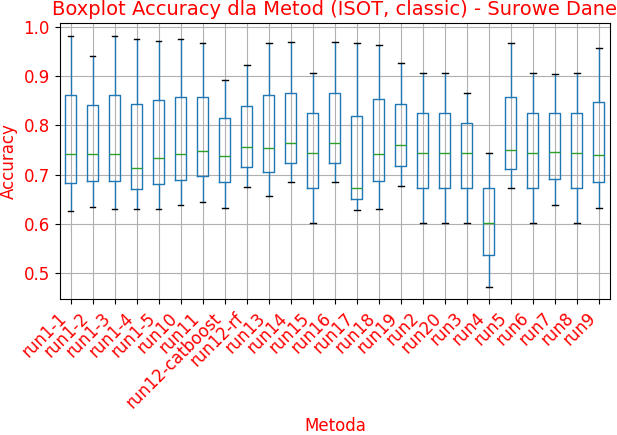 Boxplot Accuracy dla Metod (ISOT, classic) - Surowe Dane
1.0
0.9
0.8
0.7
0.6
0.5
Accuracy
run1-1
run1-2
run1-3
run1-4
run1-5
run10
run11
run12-catboost
run12-rf
run13
run14
run15
run16
run17
run18
run19
run2
run20
run3
run4
run5
run6
run7
run8
run9
Metoda